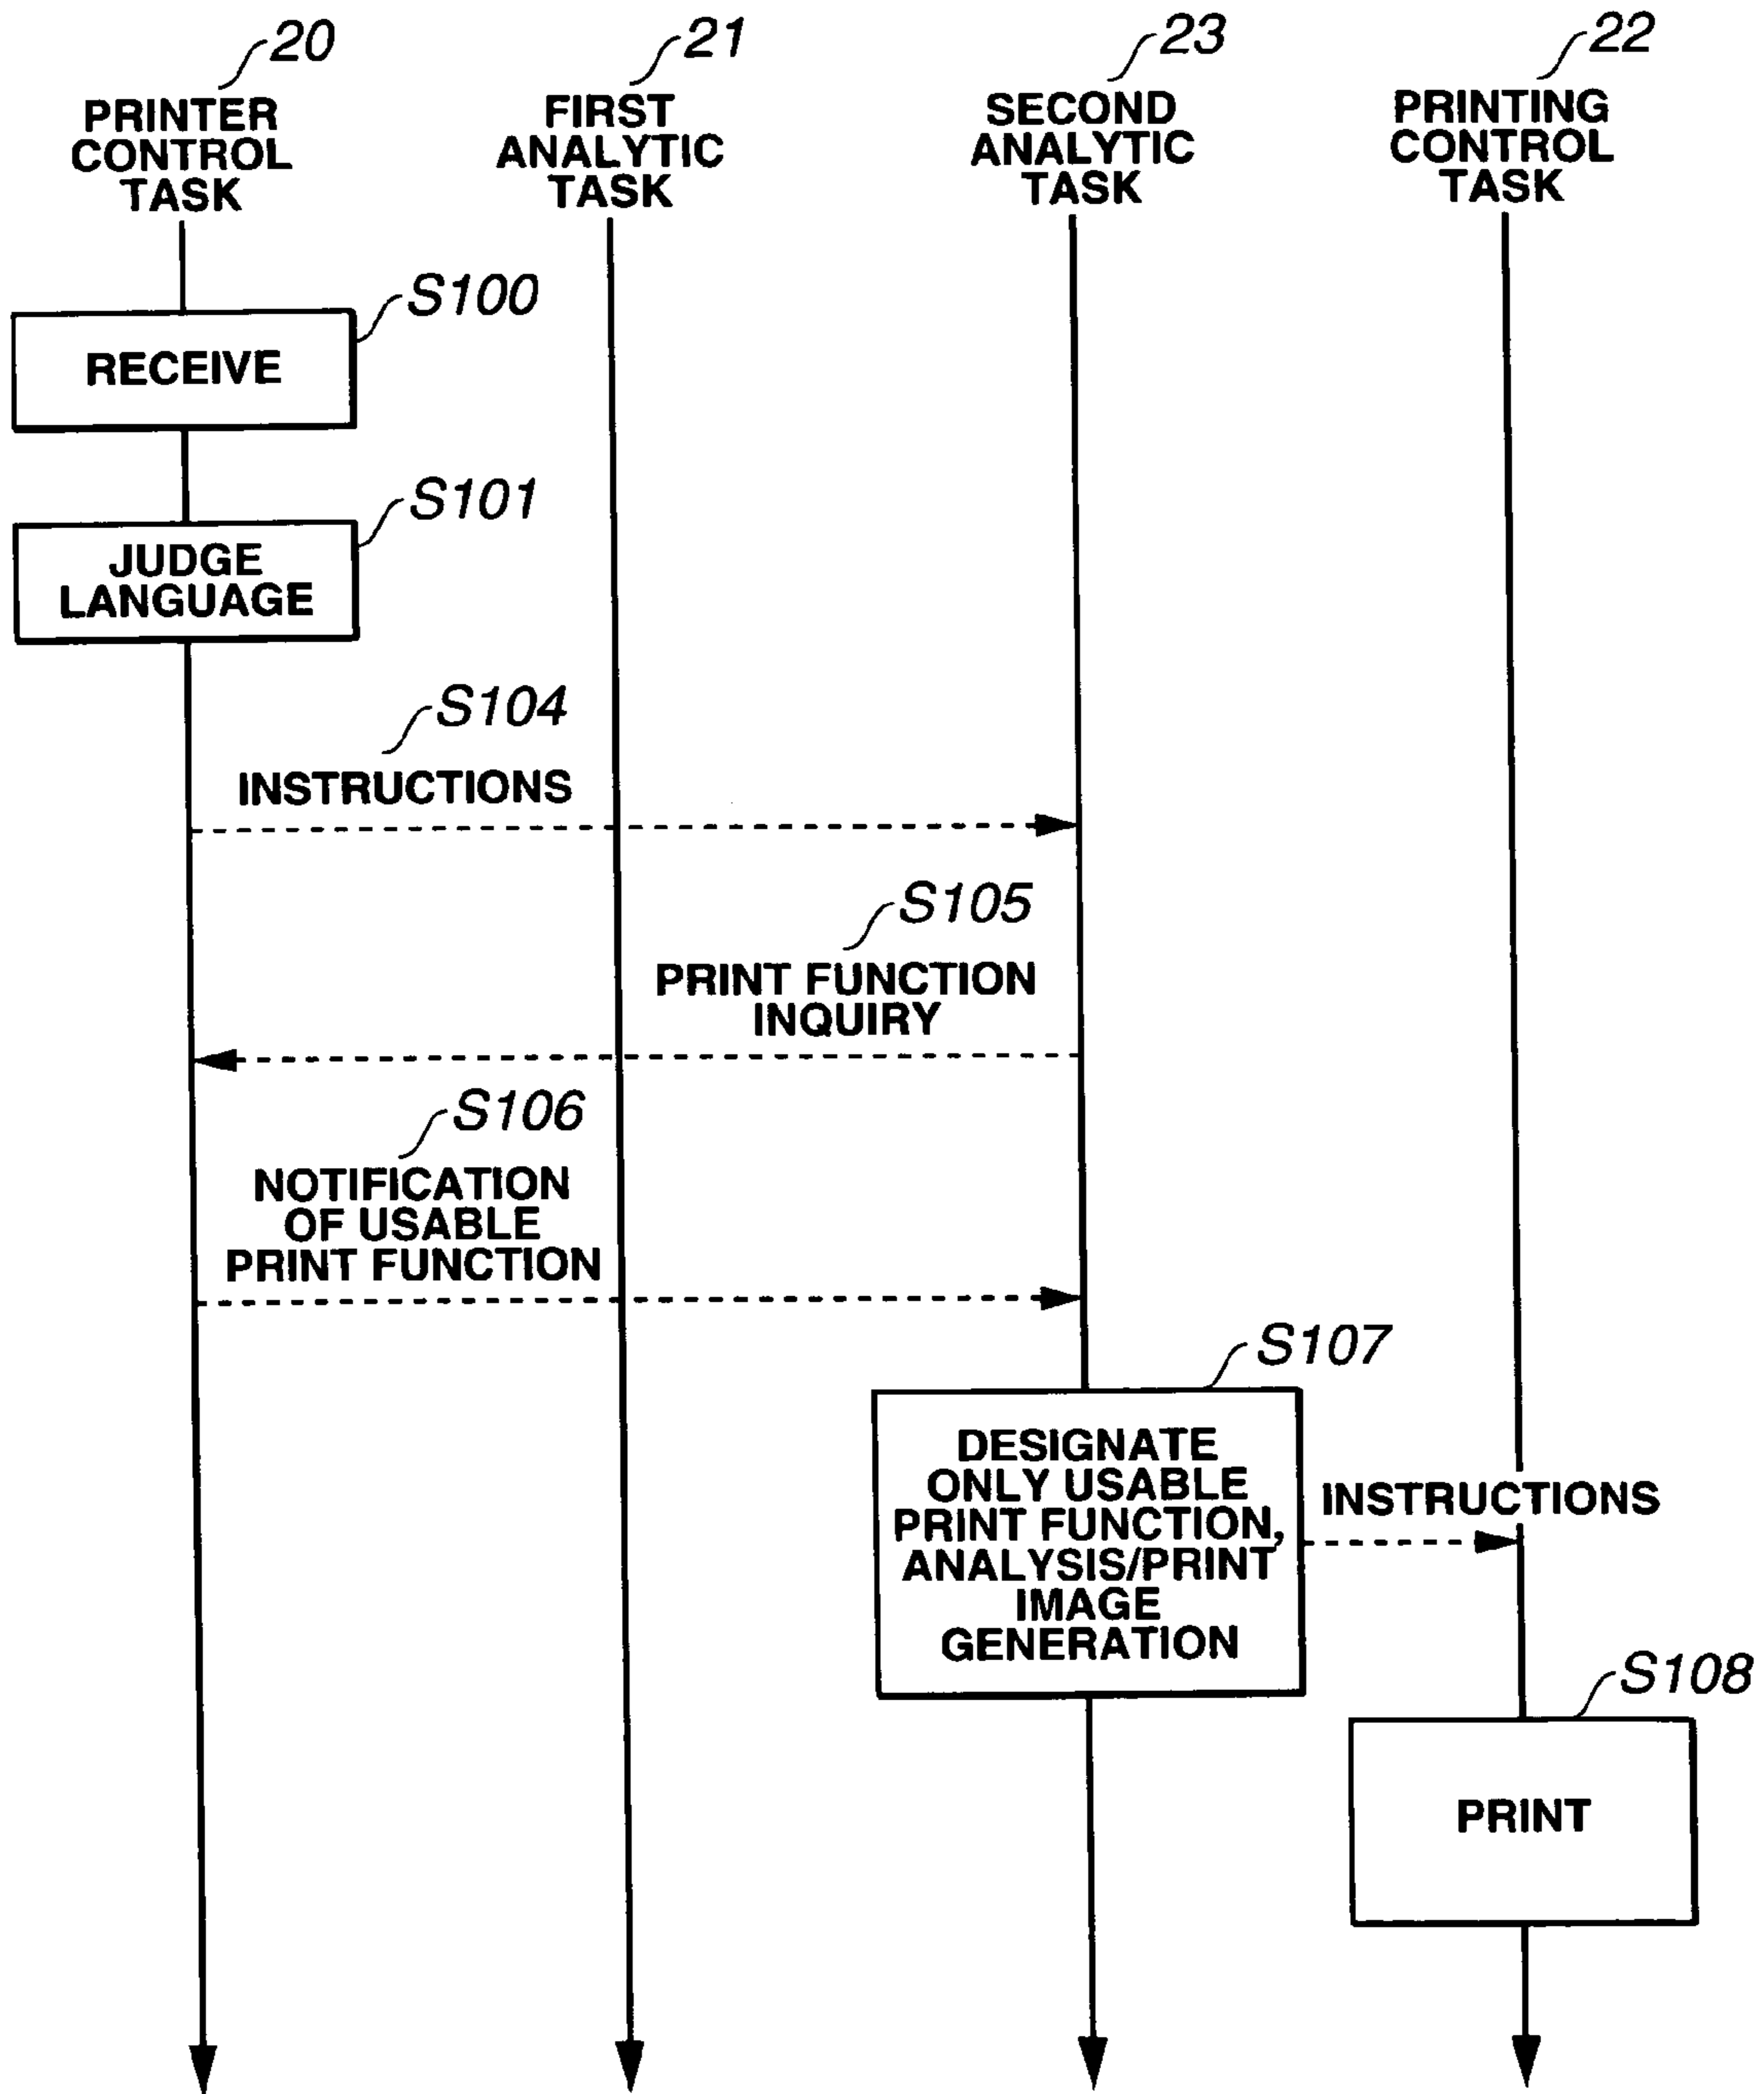 20
21
23
22
PRINTER
CONTROL
TASK
FIRST
ANALYTIC
TASK
SECOND
ANALYTIC
TASK
PRINTING
CONTROL
TASK
S100
RECEIVE
S101
JUDGE
LANGUAGE
S104
INSTRUCTIONS
S105
PRINT FUNCTION
INQUIRY
S106
NOTIFICATION
OF USABLE
PRINT FUNCTION
S107
DESIGNATE
ONLY USABLE
PRINT FUNCTION,
ANALYSIS/PRINT
IMAGE
GENERATION
INSTRUCTIONS
S108
PRINT